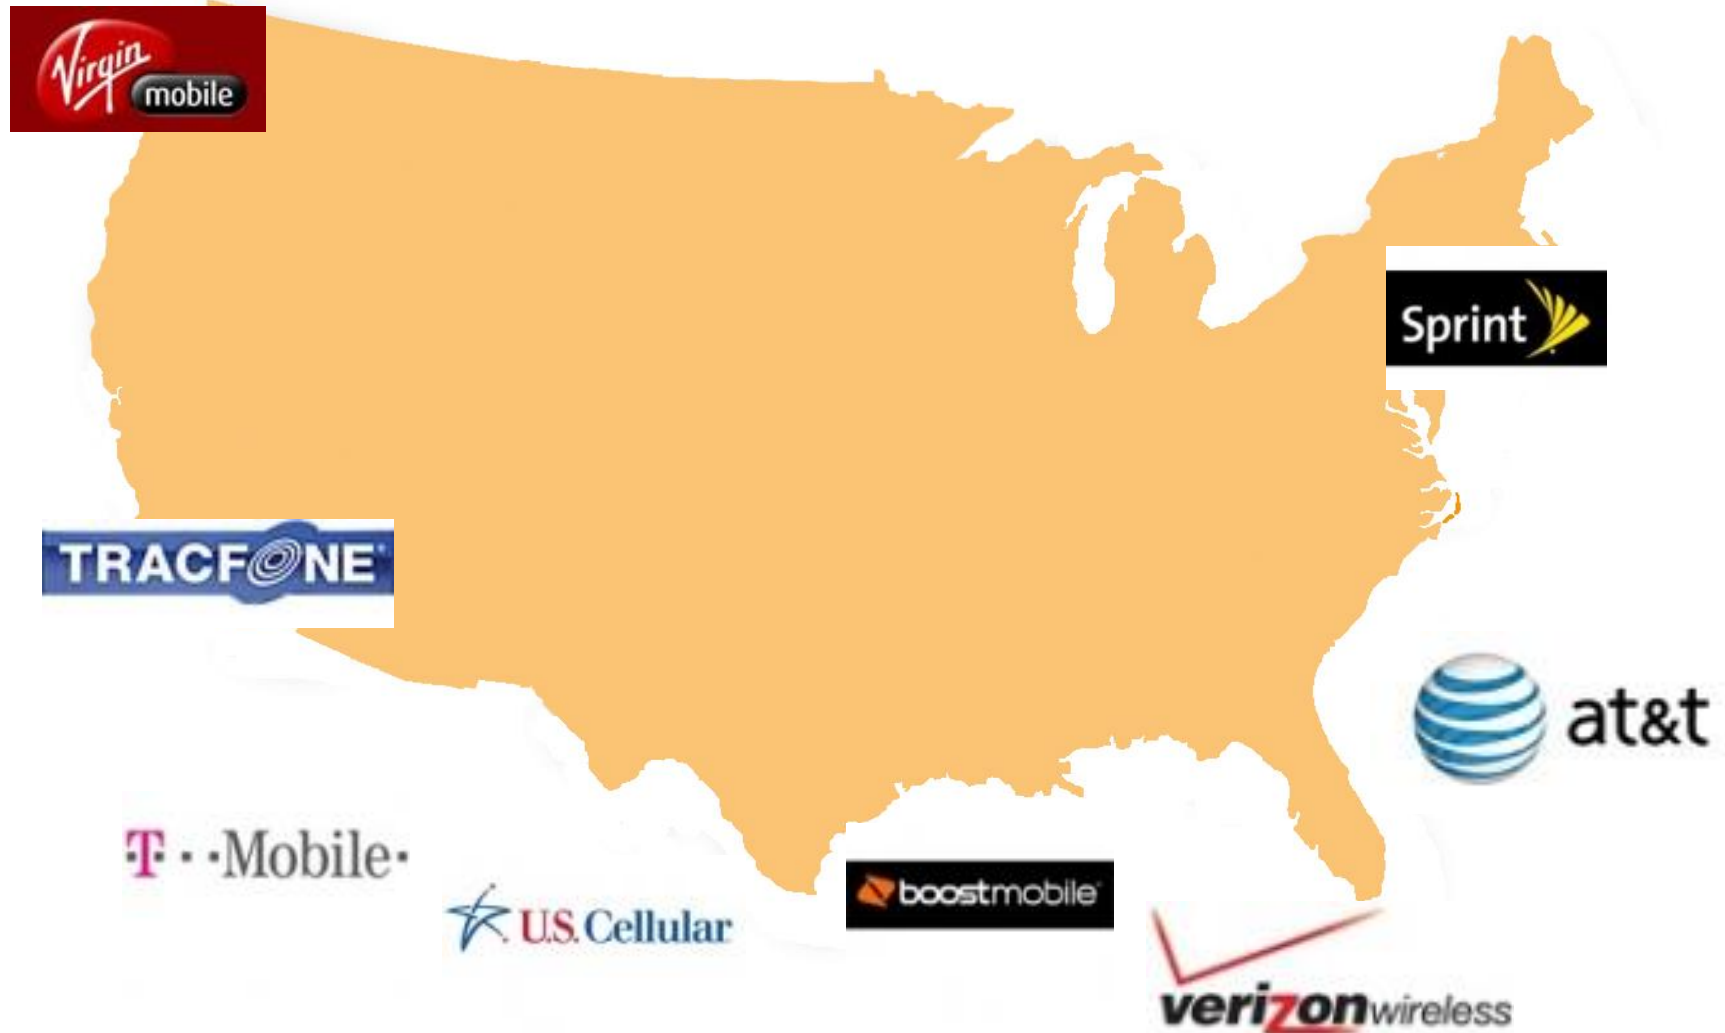 Virgin
mobile
Sprint
TRACFONE
at&t
T··Mobile·
U.S. Cellular
boostmobile
verizonwireless